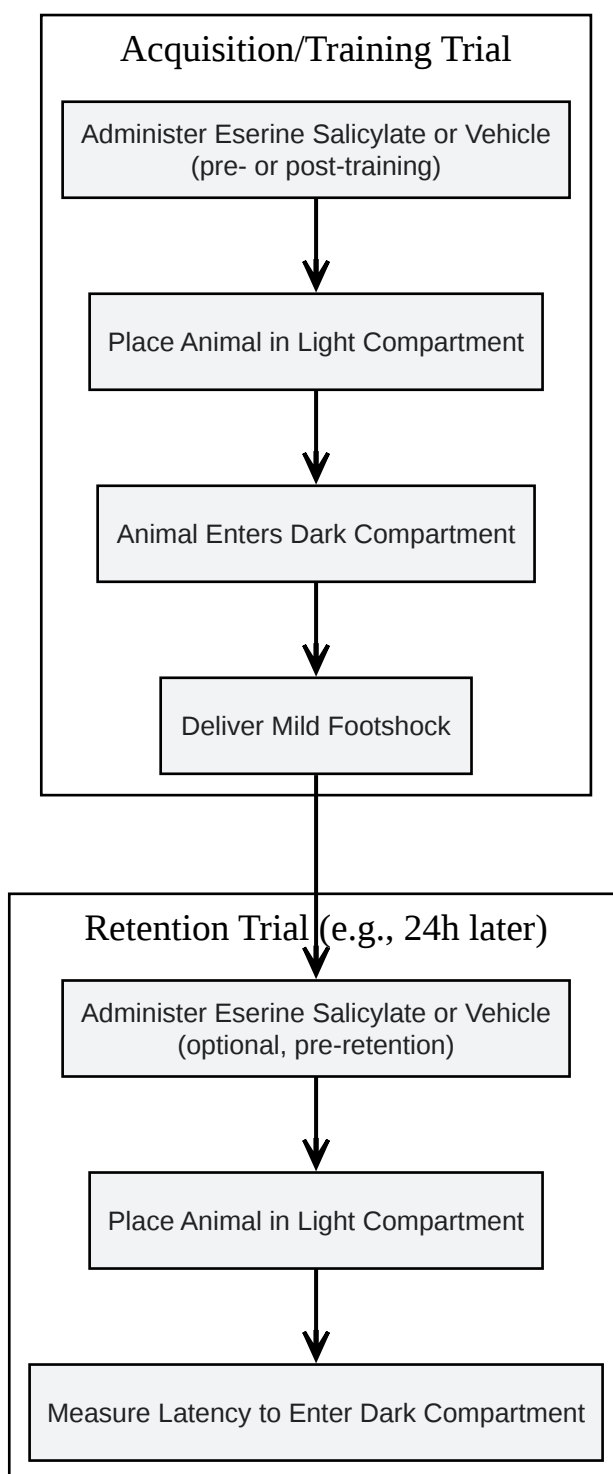 Acquisition/Training Trial
Administer Eserine Salicylate or Vehicle
(pre- or post-training)
Place Animal in Light Compartment
Animal Enters Dark Compartment
Deliver Mild Footshock
Retention Trial (e.g., 24h later)
Administer Eserine Salicylate or Vehicle
(optional, pre-retention)
Place Animal in Light Compartment
Measure Latency to Enter Dark Compartment